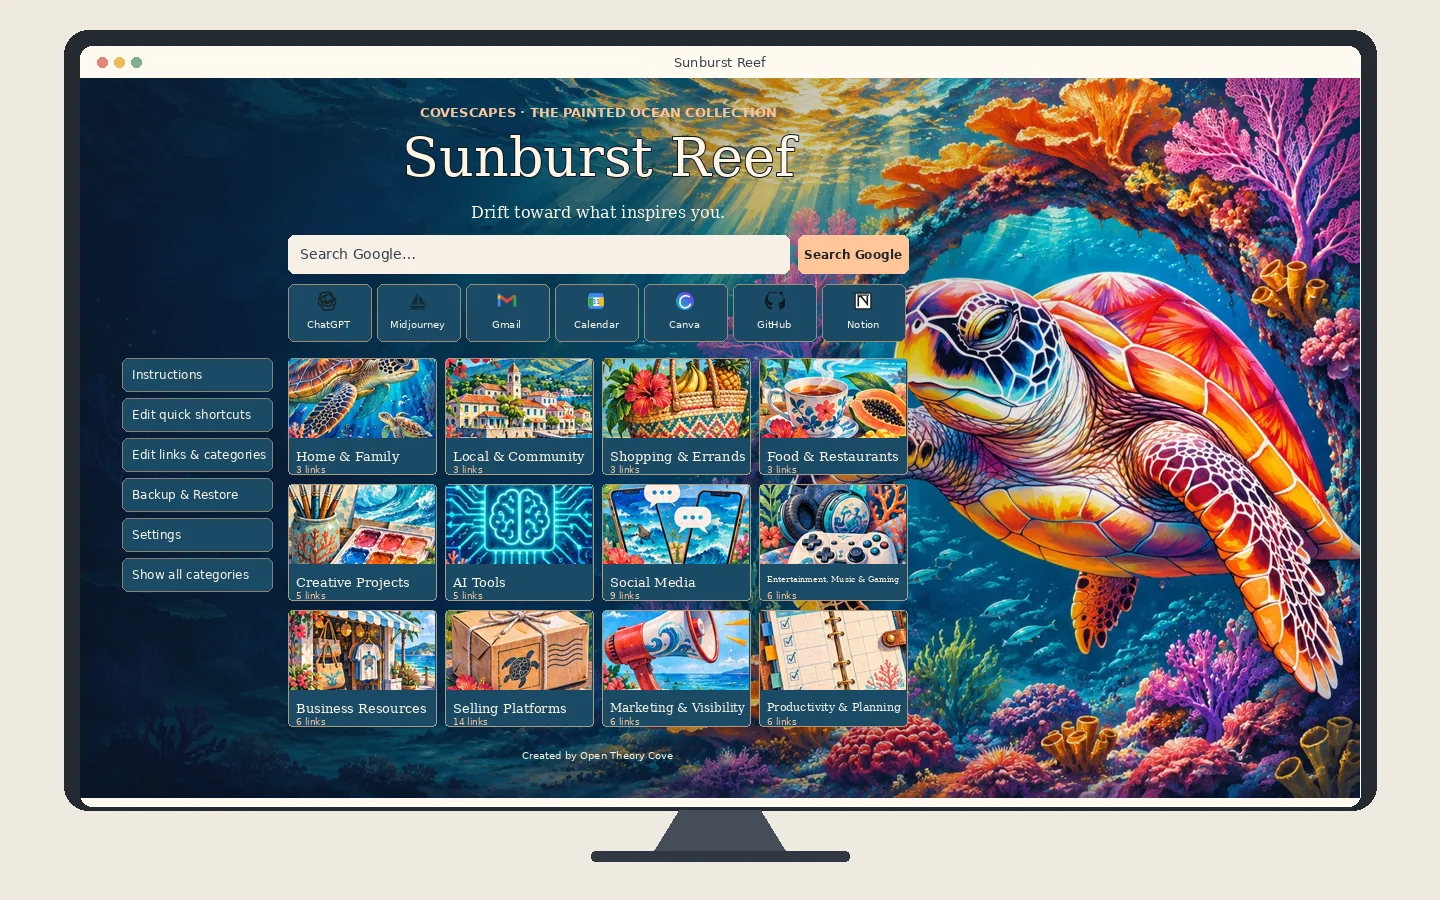 Sunburst Reef
COVESCAPES · THE PAINTED OCEAN COLLECTION
Sunburst Reef
Drift toward what inspires you.
Search Google...
Search Google
ChatGPT
Midjourney
Gmail
Calendar
Canva
GitHub
Notion
Instructions
Edit quick shortcuts
Edit links & categories
Backup & Restore
Settings
Show all categories
Home & Family
3 links
Local & Community
3 links
Shopping & Errands
3 links
Food & Restaurants
3 links
Creative Projects
5 links
AI Tools
5 links
Social Media
9 links
Entertainment, Music & Gaming
6 links
Business Resources
6 links
Selling Platforms
14 links
Marketing & Visibility
6 links
Productivity & Planning
6 links
Created by Open Theory Cove